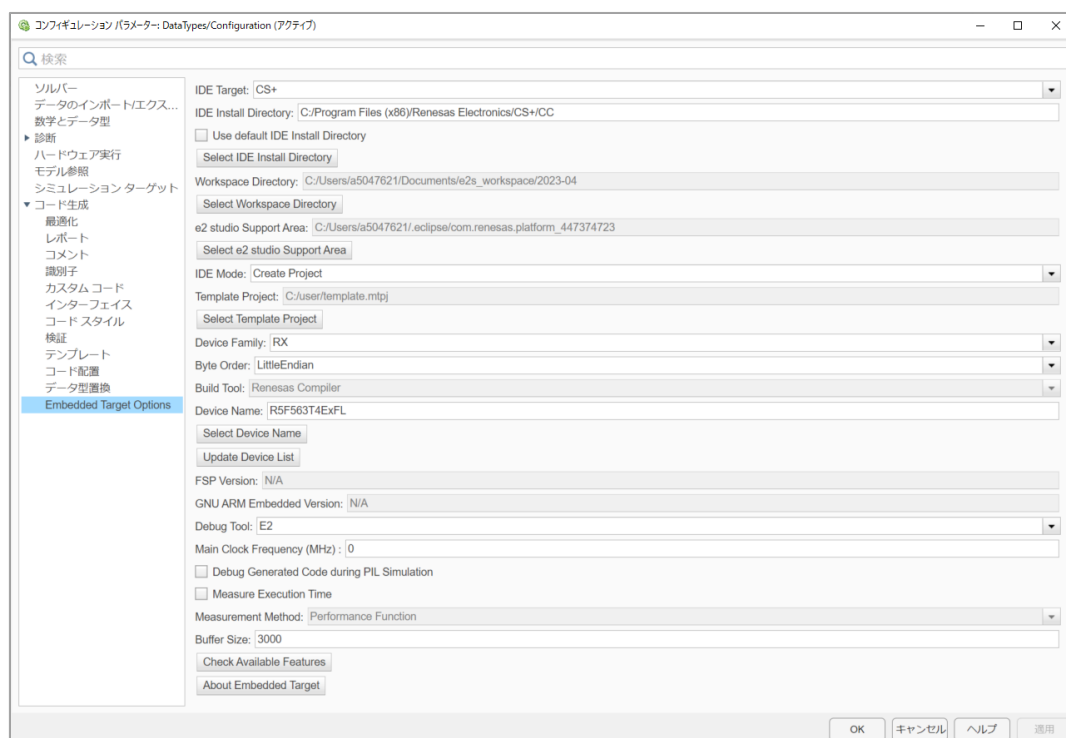 コンフィギュレーション パラメーター: DataTypes/Configuration (アクティブ)
検索
ソルバー
データのインポート/エクス...
数学とデータ型
診断
ハードウェア実行
モデル参照
シミュレーション ターゲット
コード生成
最適化
レポート
コメント
識別子
カスタム コード
インターフェイス
コード スタイル
検証
テンプレート
コード配置
データ型置換
Embedded Target Options
IDE Target: CS+
IDE Install Directory: C:/Program Files (x86)/Renesas Electronics/CS+/CC
Use default IDE Install Directory
Select IDE Install Directory
Workspace Directory: C:/Users/a5047621/Documents/e2s_workspace/2023-04
Select Workspace Directory
e2 studio Support Area: C:/Users/a5047621/.eclipse/com.renesas.platform_447374723
Select e2 studio Support Area
IDE Mode: Create Project
Template Project: C:/user/template.mtpj
Select Template Project
Device Family: RX
Byte Order: LittleEndian
Build Tool: Renesas Compiler
Device Name: R5F563T4ExFL
Select Device Name
Update Device List
FSP Version: N/A
GNU ARM Embedded Version: N/A
Debug Tool: E2
Main Clock Frequency (MHz) : 0
Debug Generated Code during PIL Simulation
Measure Execution Time
Measurement Method: Performance Function
Buffer Size: 3000
Check Available Features
About Embedded Target
OK キャンセル ヘルプ 適用